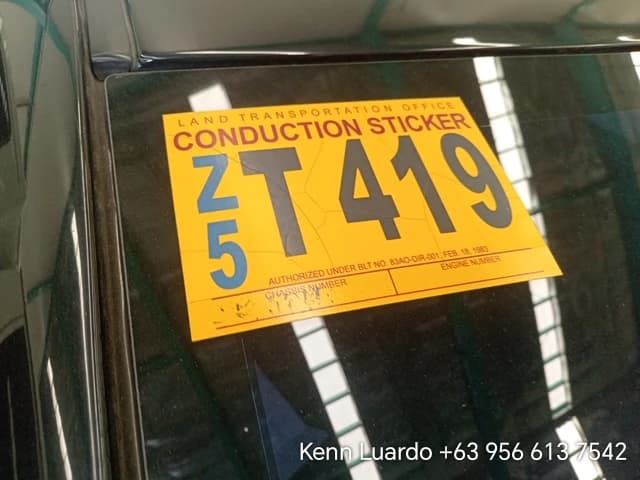 LAND TRANSPORTATION OFFICE
CONDUCTION STICKER
Z5 T 419
AUTHORIZED UNDER BLT NO. 83AO-DIR-001, FEB. 18, 1983
CHASSIS NUMBER ENGINE NUMBER
Kenn Luardo +63 956 613 7542